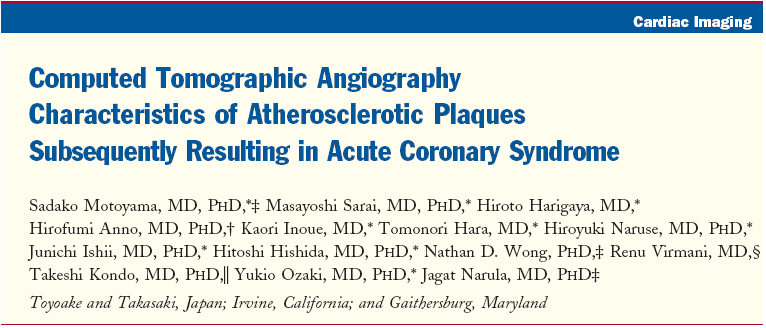 Cardiac Imaging
Computed Tomographic Angiography
Characteristics of Atherosclerotic Plaques
Subsequently Resulting in Acute Coronary Syndrome
Sadako Motoyama, MD, PHD,*‡ Masayoshi Sarai, MD, PHD,* Hiroto Harigaya, MD,*
Hirofumi Anno, MD, PHD,† Kaori Inoue, MD,* Tomonori Hara, MD,* Hiroyuki Naruse, MD, PHD,*
Junichi Ishii, MD, PHD,* Hitoshi Hishida, MD, PHD,* Nathan D. Wong, PHD,‡ Renu Virmani, MD,§
Takeshi Kondo, MD, PHD,‖ Yukio Ozaki, MD, PHD,* Jagat Narula, MD, PHD‡
Toyoake and Takasaki, Japan; Irvine, California; and Gaithersburg, Maryland